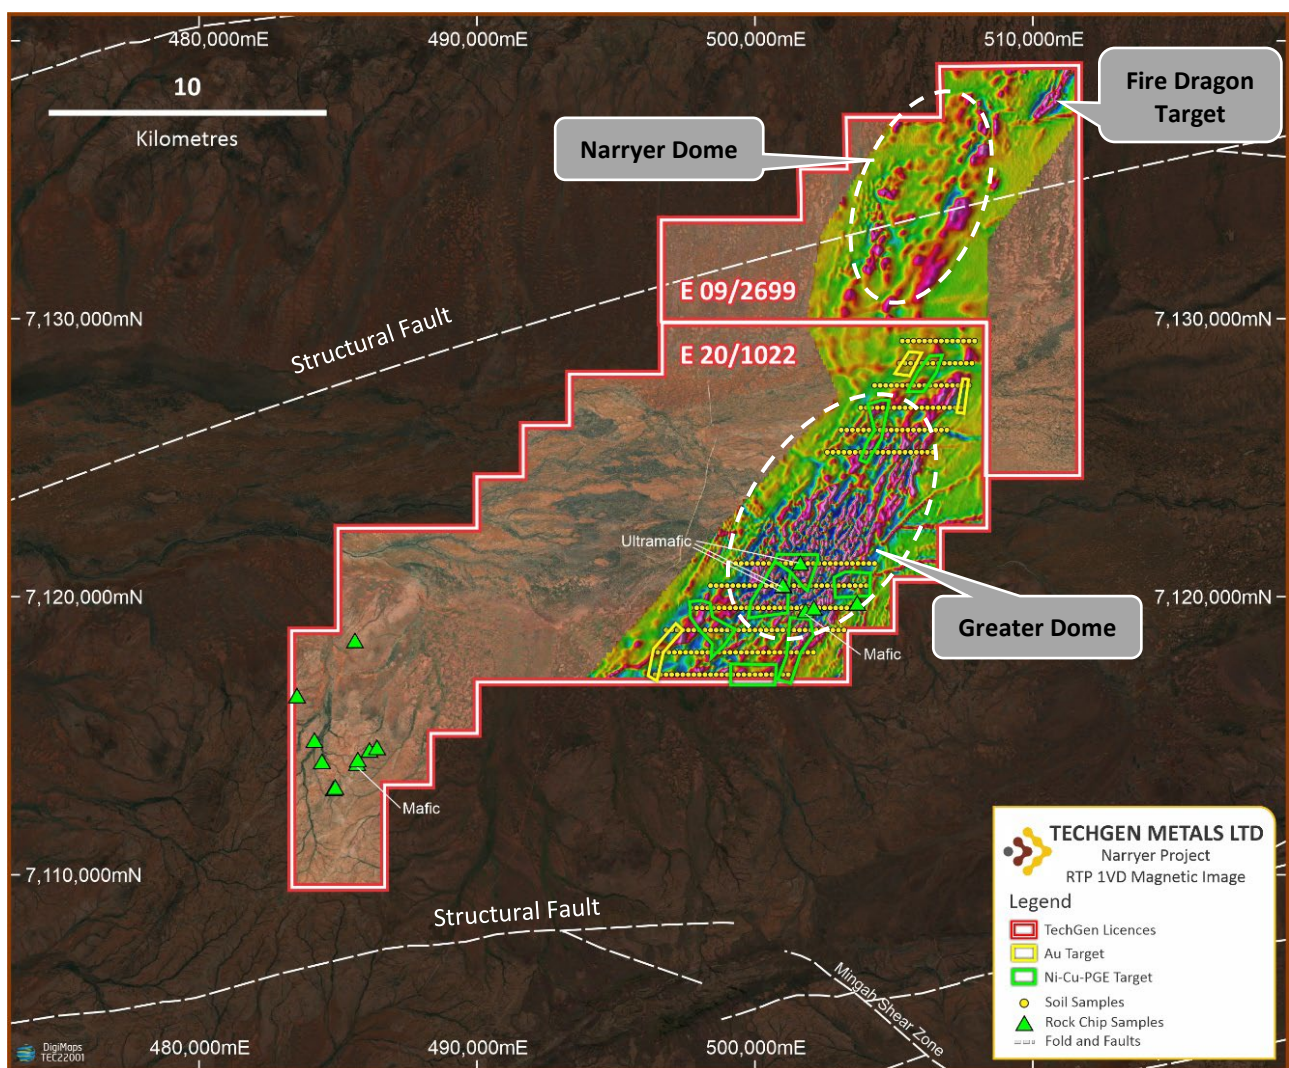 480,000mE
490,000mE
500,000mE
510,000mE
10
Kilometres
Fire Dragon
Target
Narryer Dome
E 09/2699
7,130,000mN
7,130,000mN
Structural Fault
E 20/1022
Ultramafic
7,120,000mN
7,120,000mN
Greater Dome
Mafic
Mafic
7,110,000mN
Structural Fault
Mingah Shear Zone
TECHGEN METALS LTD
Narryer Project
RTP 1VD Magnetic Image
Legend
TechGen Licences
Au Target
Ni-Cu-PGE Target
Soil Samples
Rock Chip Samples
Fold and Faults
DigiMaps
TEC22001
480,000mE
490,000mE
500,000mE